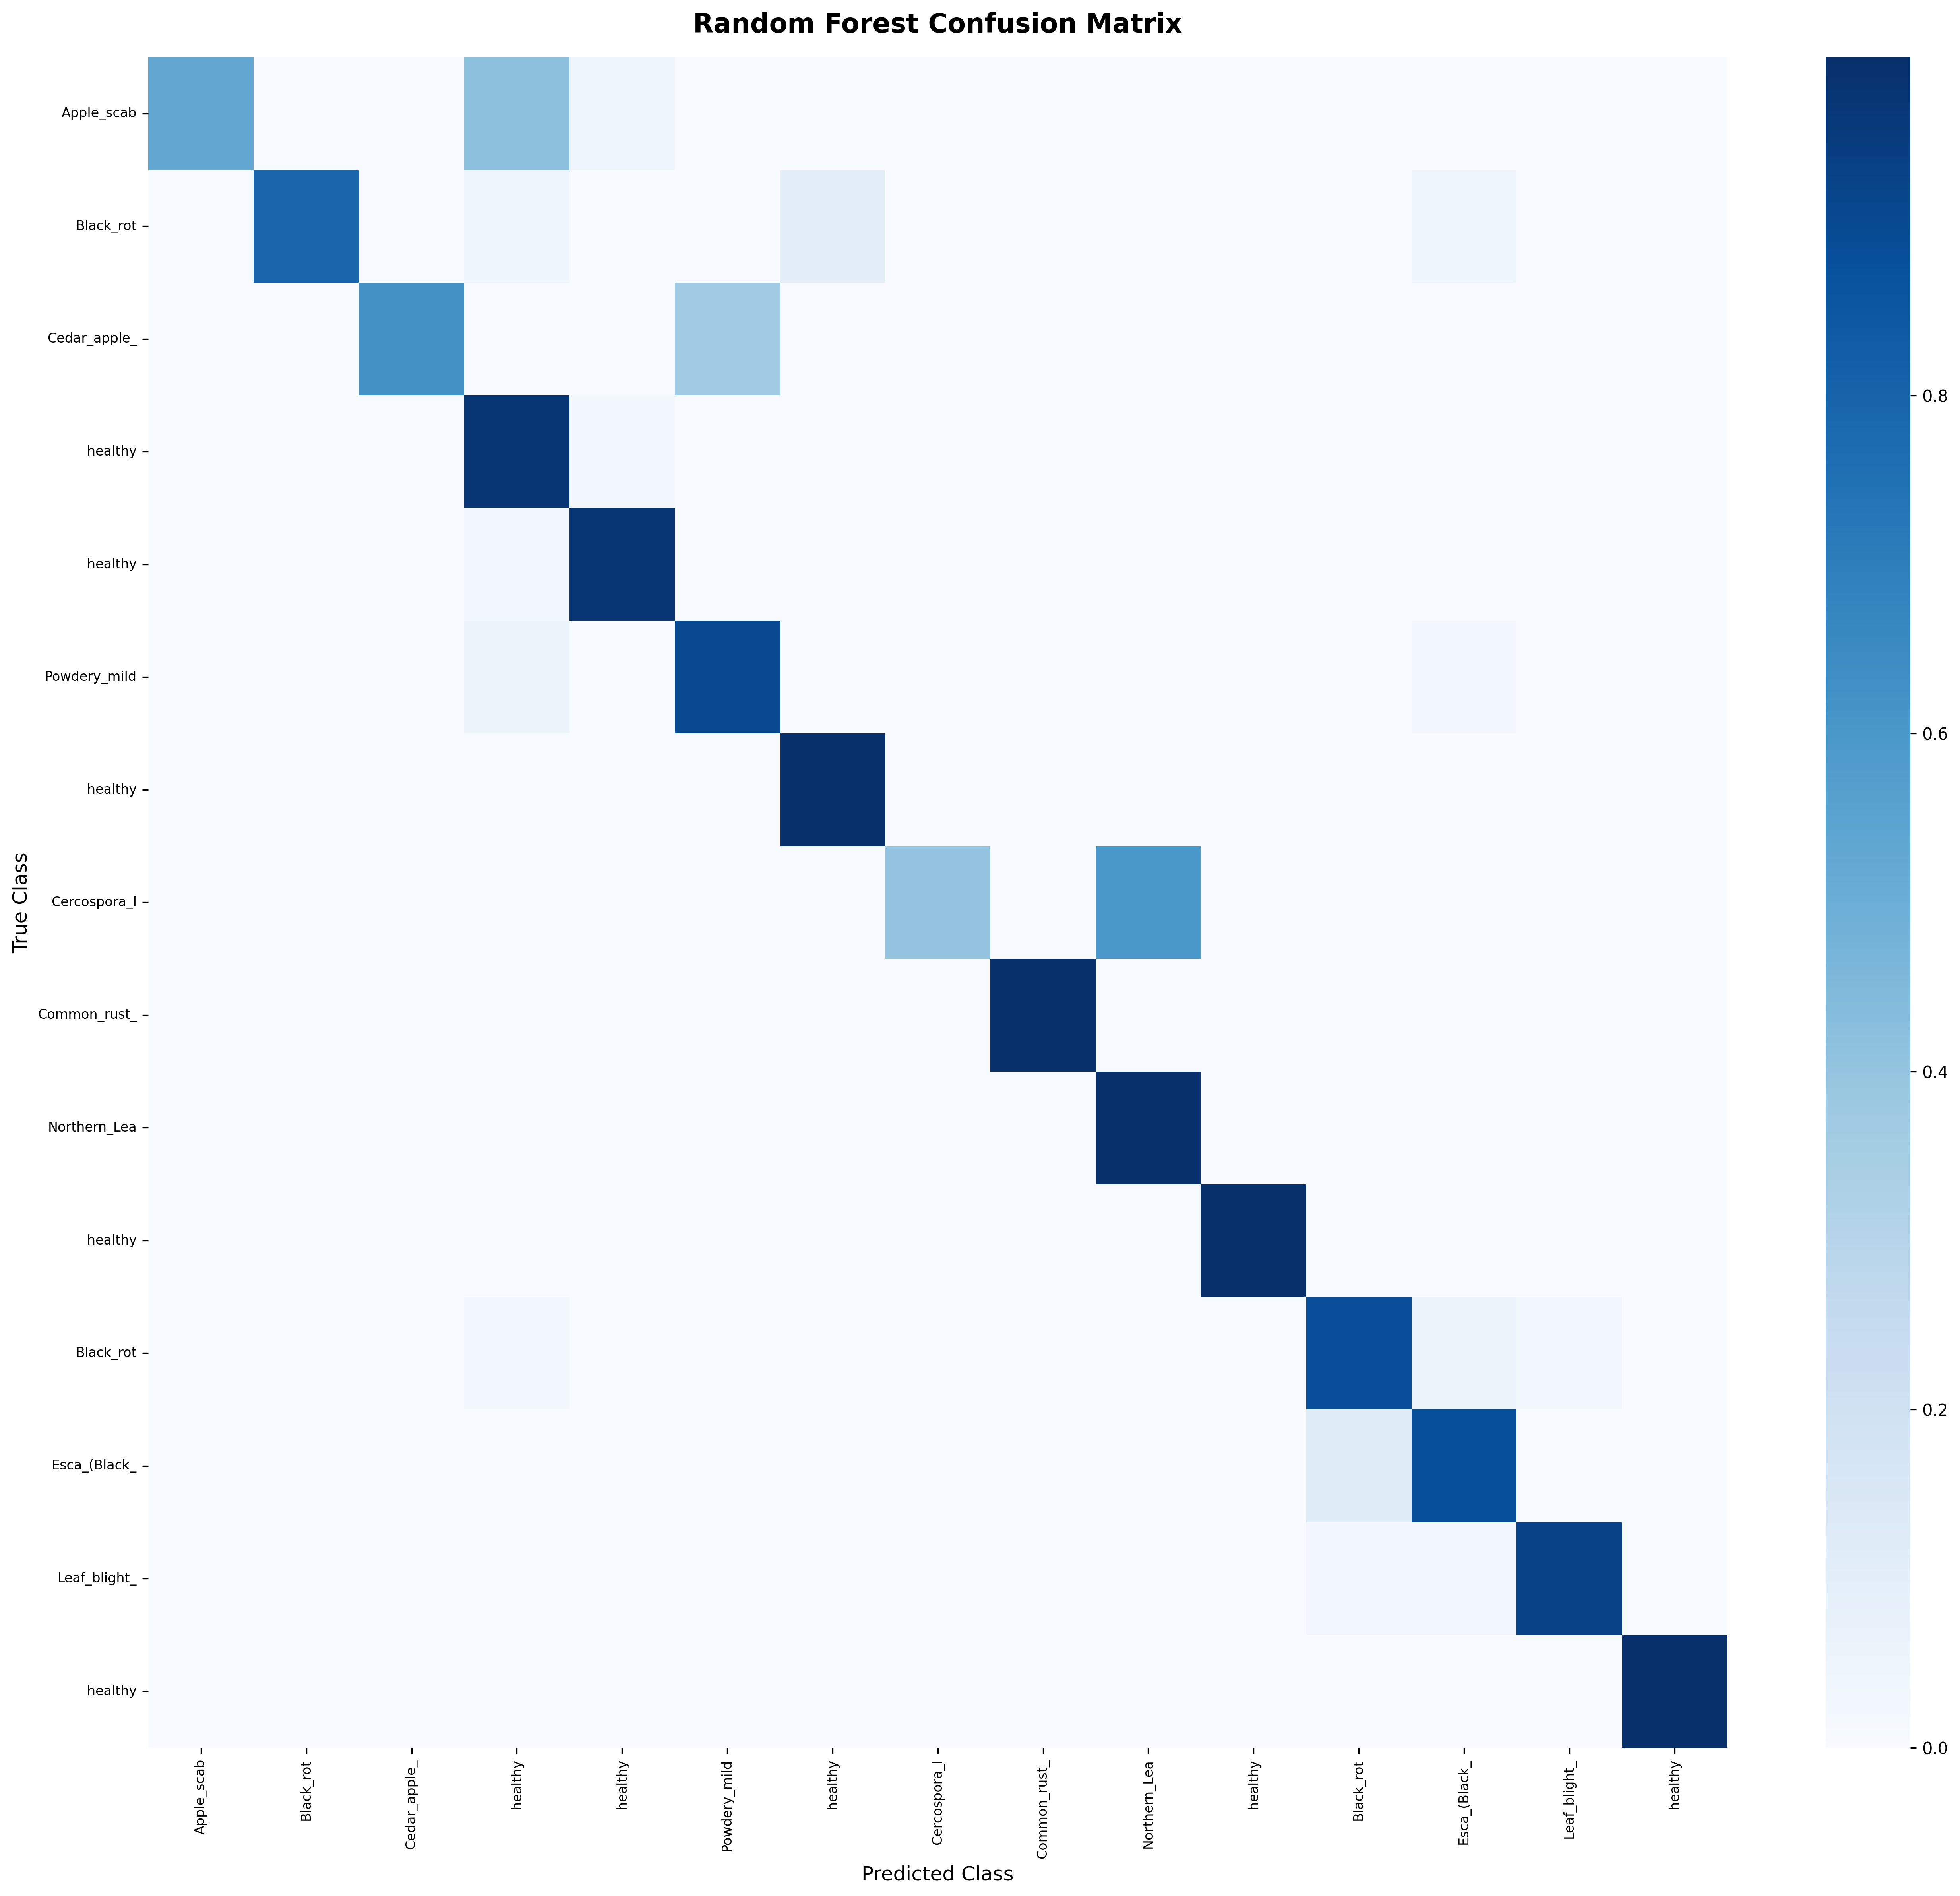 Random Forest Confusion Matrix
True Class
Apple_scab
Black_rot
Cedar_apple_
healthy
healthy
Powdery_mild
healthy
Cercospora_l
Common_rust_
Northern_Lea
healthy
Black_rot
Esca_(Black_
Leaf_blight_
healthy
0.8
0.6
0.4
0.2
0.0
Apple_scab
Black_rot
Cedar_apple_
healthy
healthy
Powdery_mild
healthy
Cercospora_l
Common_rust_
Northern_Lea
healthy
Black_rot
Esca_(Black_
Leaf_blight_
healthy
Predicted Class